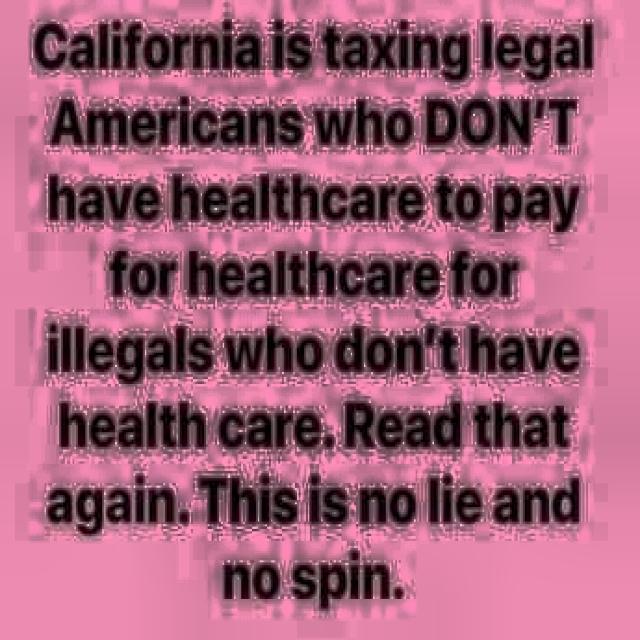 California is taxing legal
Americans who DON'T
have healthcare to pay
for healthcare for
illegals who don't have
health care. Read that
again. This is no lie and
no spin.